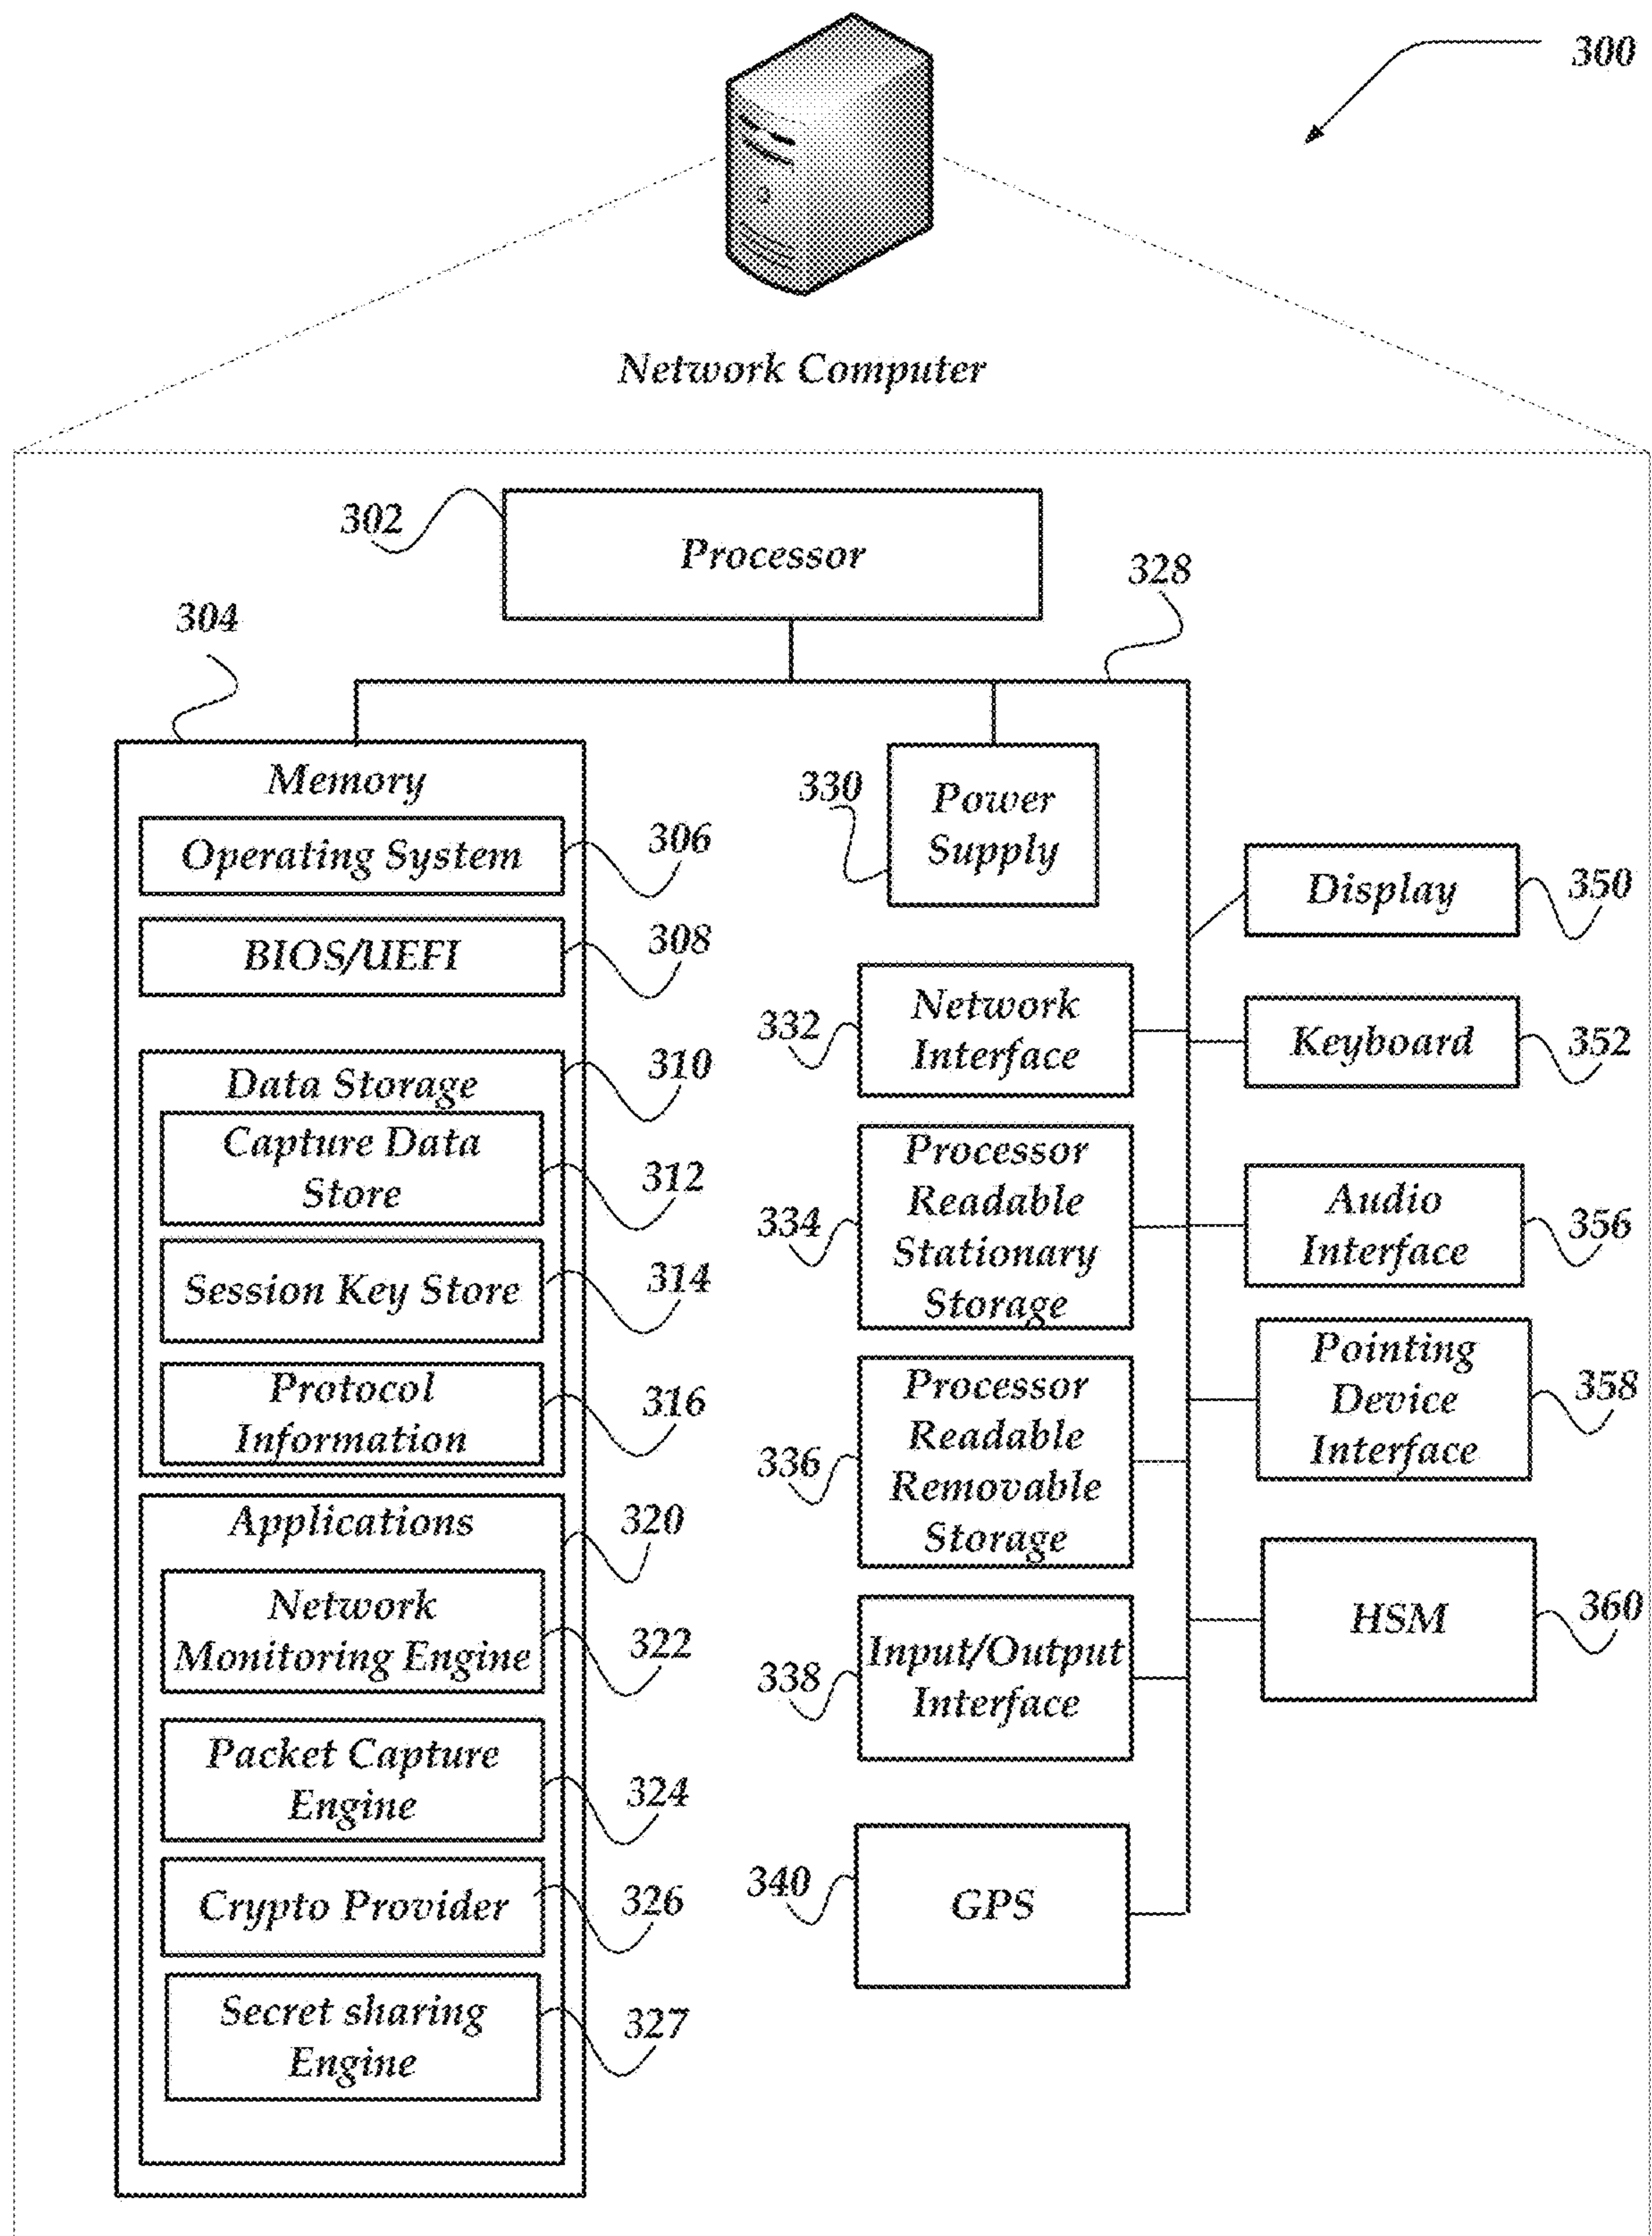 300
Network Computer
302
Processor
328
304
Memory
Operating System
306
BIOS/UEFI
308
Data Storage
310
Capture Data
Store
312
Session Key Store
314
Protocol
Information
316
Applications
320
Network
Monitoring Engine
322
Packet Capture
Engine
324
Crypto Provider
326
Secret sharing
Engine
327
330
Power
Supply
332
Network
Interface
334
Processor
Readable
Stationary
Storage
336
Processor
Readable
Removable
Storage
338
Input/Output
Interface
340
GPS
Display
350
Keyboard
352
Audio
Interface
356
Pointing
Device
Interface
358
HSM
360